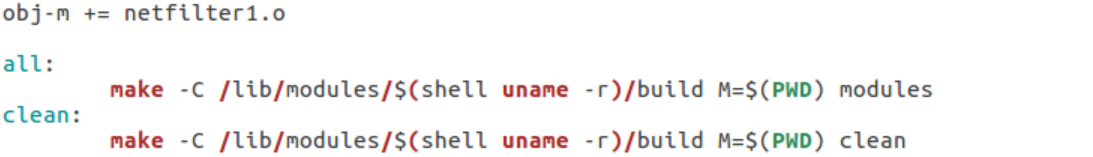 obj-m += netfilter1.o
all:
make -C /lib/modules/$(shell uname -r)/build M=$(PWD) modules
clean:
make -C /lib/modules/$(shell uname -r)/build M=$(PWD) clean